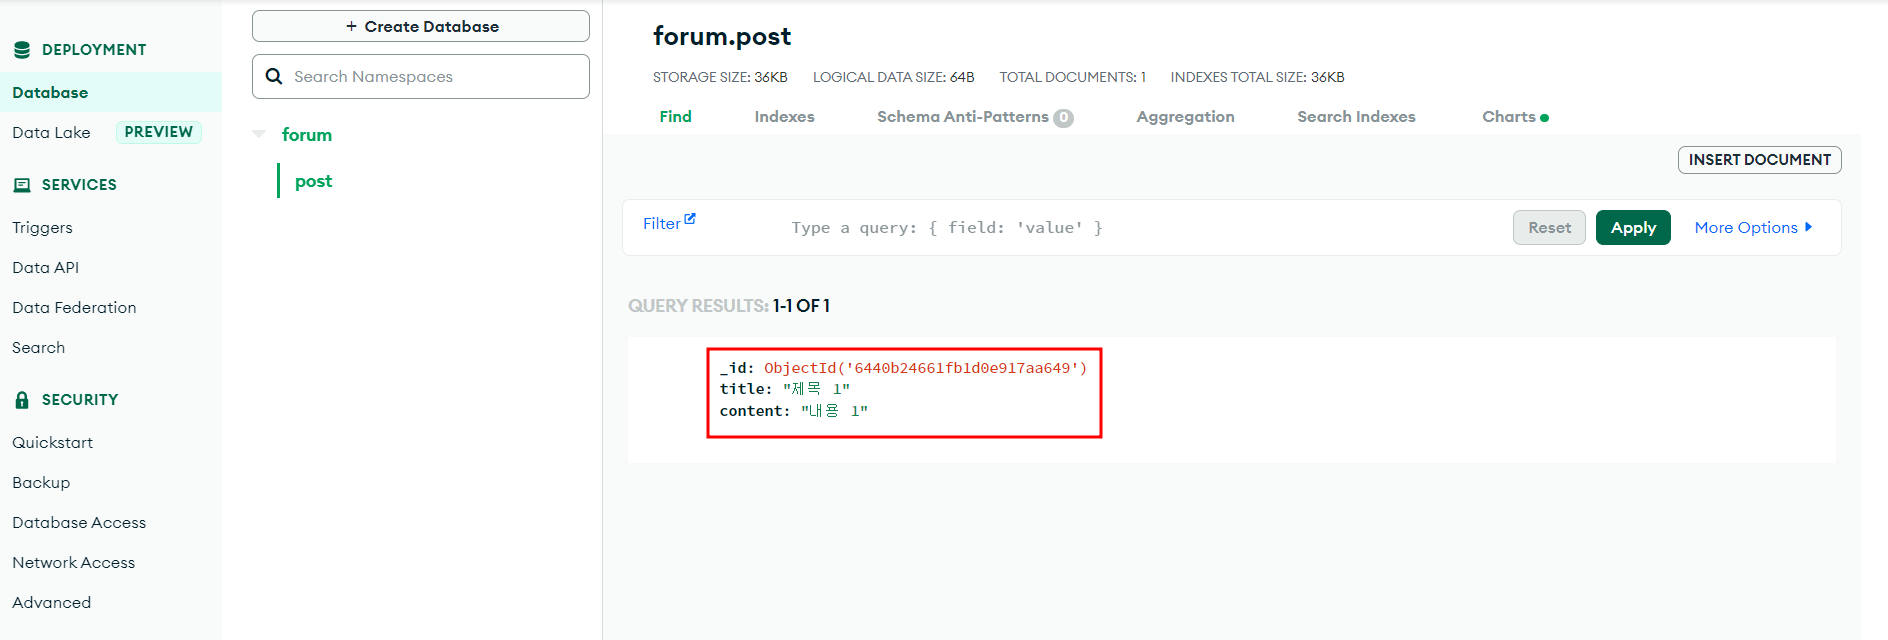 DEPLOYMENT
Database
Data Lake PREVIEW
SERVICES
Triggers
Data API
Data Federation
Search
SECURITY
Quickstart
Backup
Database Access
Network Access
Advanced
+ Create Database
Search Namespaces
forum
post
forum.post
STORAGE SIZE: 36KB LOGICAL DATA SIZE: 64B TOTAL DOCUMENTS: 1 INDEXES TOTAL SIZE: 36KB
Find Indexes Schema Anti-Patterns 0 Aggregation Search Indexes Charts
INSERT DOCUMENT
Filter Type a query: { field: 'value' } Reset Apply More Options
QUERY RESULTS: 1-1 OF 1
_id: ObjectId('6440b24661fb1d0e917aa649')
title: "제목 1"
content: "내용 1"